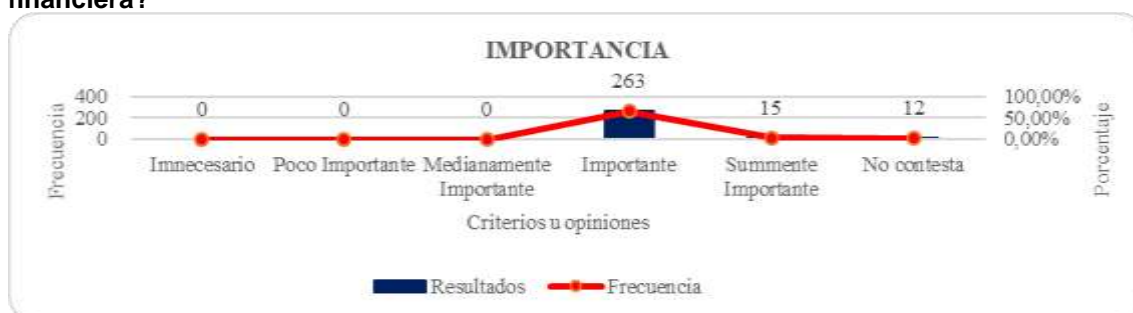 financiera?
IMPORTANCIA
263
400
200
0
0
0
0
15
12
100,00%
50,00%
0,00%
Frecuencia
Porcentaje
Imnecesario
Poco Importante
Medianamente
Importante
Importante
Summente
Importante
No contesta
Criterios u opiniones
Resultados
Frecuencia